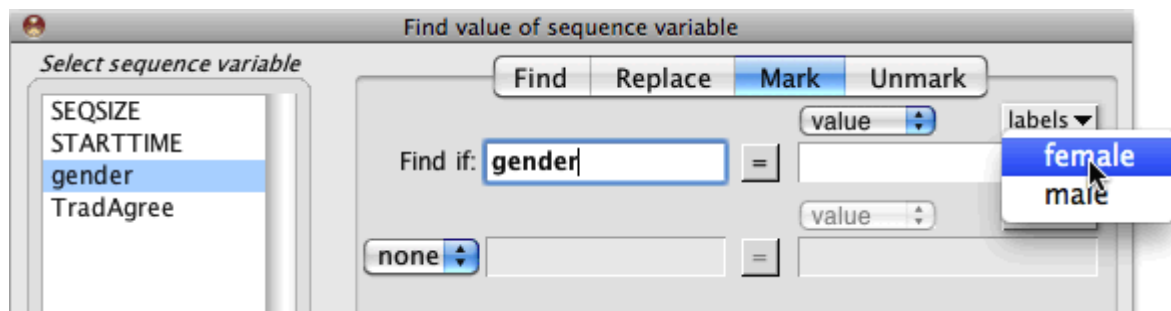 Find value of sequence variable
Select sequence variable
SEQSIZE
STARTTIME
gender
TradAgree
Find Replace Mark Unmark
value labels
Find if: gender =
female
male
value
none =